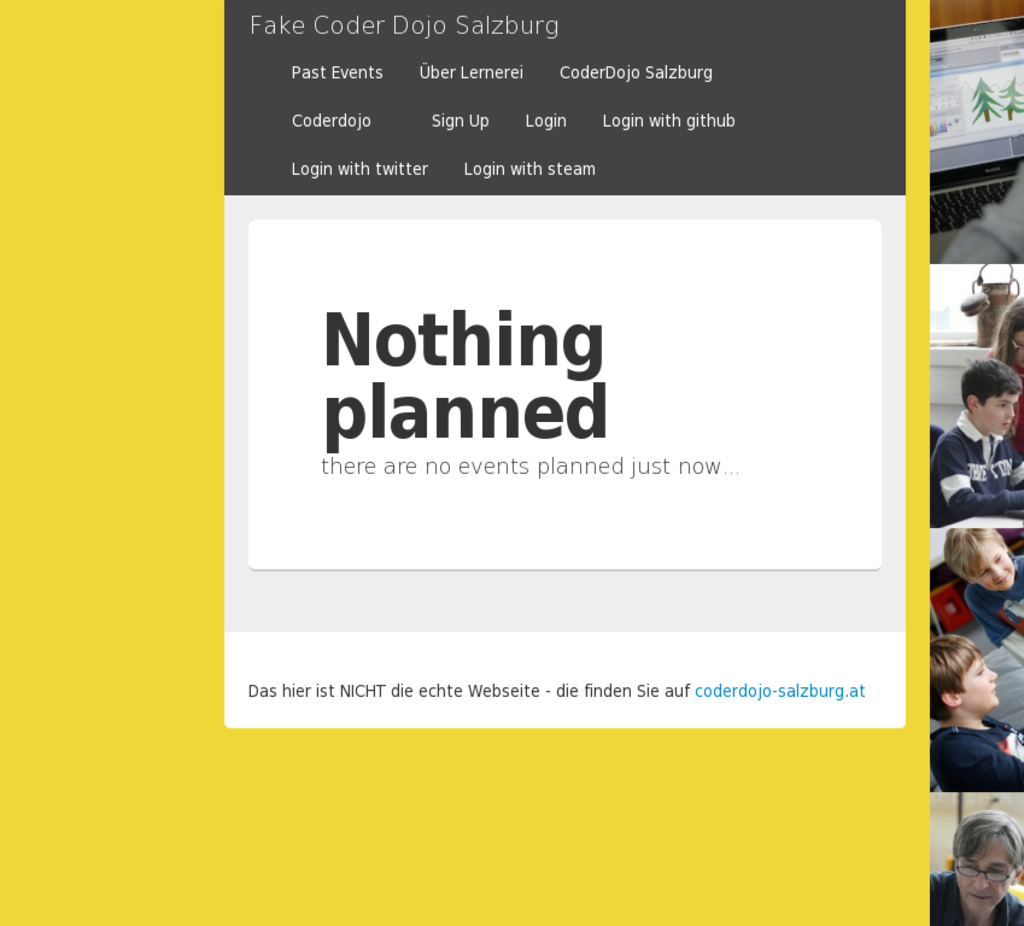 Fake Coder Dojo Salzburg
Past Events Über Lernerei CoderDojo Salzburg
Coderdojo Sign Up Login Login with github
Login with twitter Login with steam
Nothing
planned
there are no events planned just now...
Das hier ist NICHT die echte Webseite - die finden Sie auf coderdojo-salzburg.at